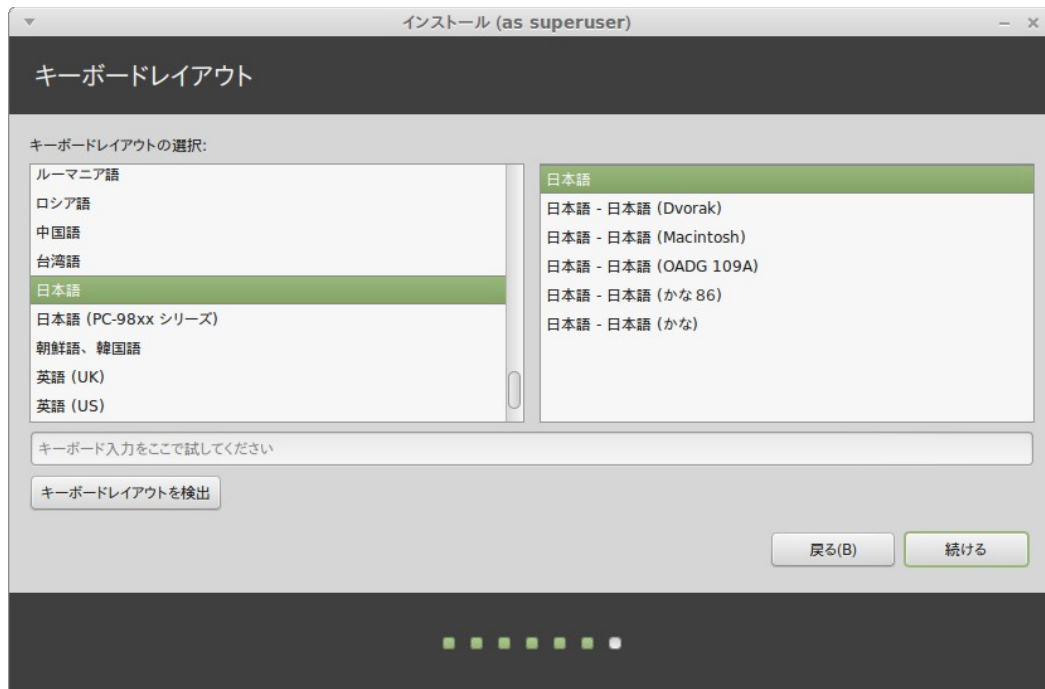 インストール (as superuser)
キーボードレイアウト
キーボードレイアウトの選択:
ルーマニア語
ロシア語
中国語
台湾語
日本語
日本語 (PC-98xx シリーズ)
朝鮮語、韓国語
英語 (UK)
英語 (US)
日本語
日本語 - 日本語 (Dvorak)
日本語 - 日本語 (Macintosh)
日本語 - 日本語 (OADG 109A)
日本語 - 日本語 (かな 86)
日本語 - 日本語 (かな)
キーボード入力をここで試してください
キーボードレイアウトを検出
戻る(B)
続ける